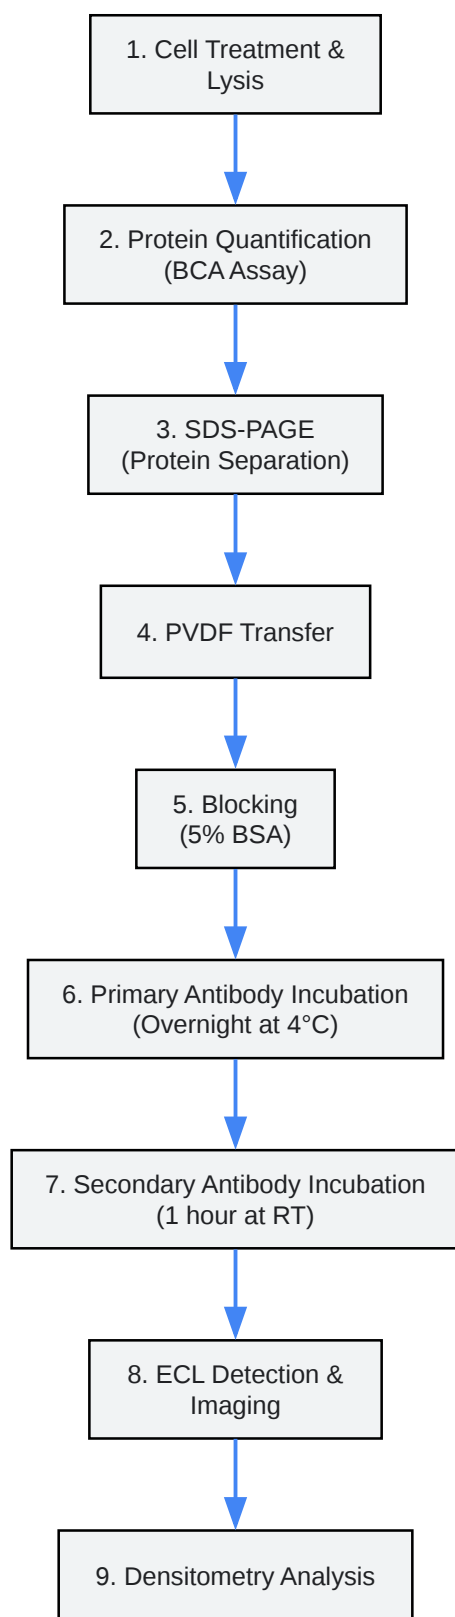 1. Cell Treatment &
Lysis
2. Protein Quantification
(BCA Assay)
3. SDS-PAGE
(Protein Separation)
4. PVDF Transfer
5. Blocking
(5% BSA)
6. Primary Antibody Incubation
(Overnight at 4°C)
7. Secondary Antibody Incubation
(1 hour at RT)
8. ECL Detection &
Imaging
9. Densitometry Analysis